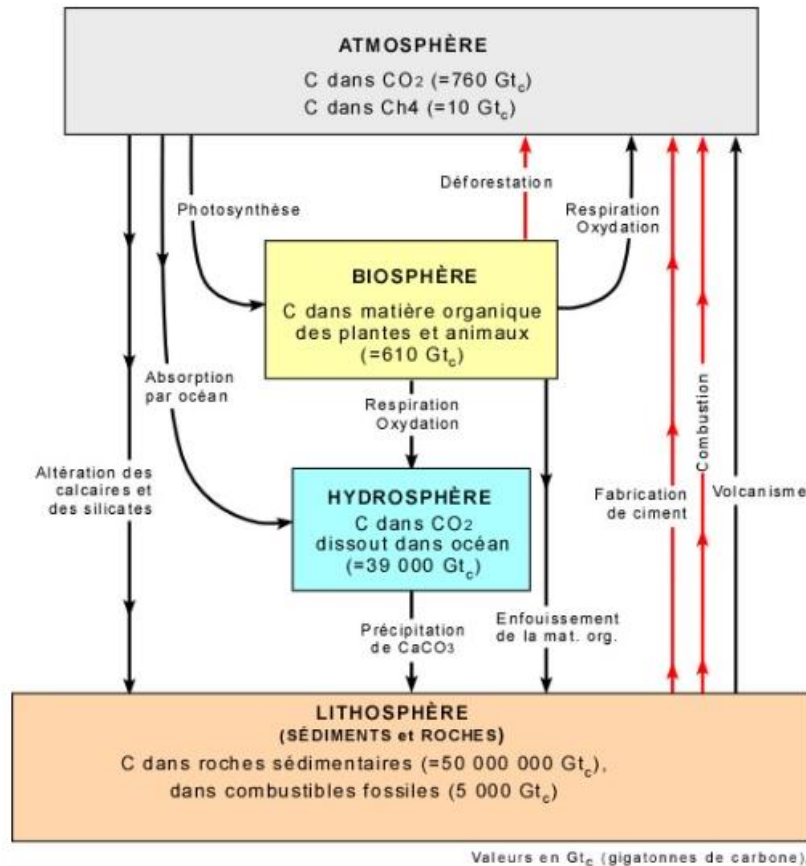 ATMOSPHÈRE
C dans CO₂ (=760 Gtc)
C dans Ch4 (=10 Gtc)
Déforestation
Photosynthèse
Respiration
Oxydation
BIOSPHÈRE
C dans matière organique
des plantes et animaux
(=610 Gtc)
Absorption
par océan
Respiration
Oxydation
Combustion
Altération des
calcaires et
des silicates
HYDROSPHÈRE
C dans CO₂
dissout dans océan
(=39 000 Gtc)
Fabrication
de ciment
Volcanisme
Précipitation
de CaCO₃
Enfouissement
de la mat. org.
LITHOSPHÈRE
(SÉDIMENTS et ROCHES)
C dans roches sédimentaires (=50 000 000 Gtc),
dans combustibles fossiles (5 000 Gtc)
Valeurs en Gtc (gigatonnes de carbone)